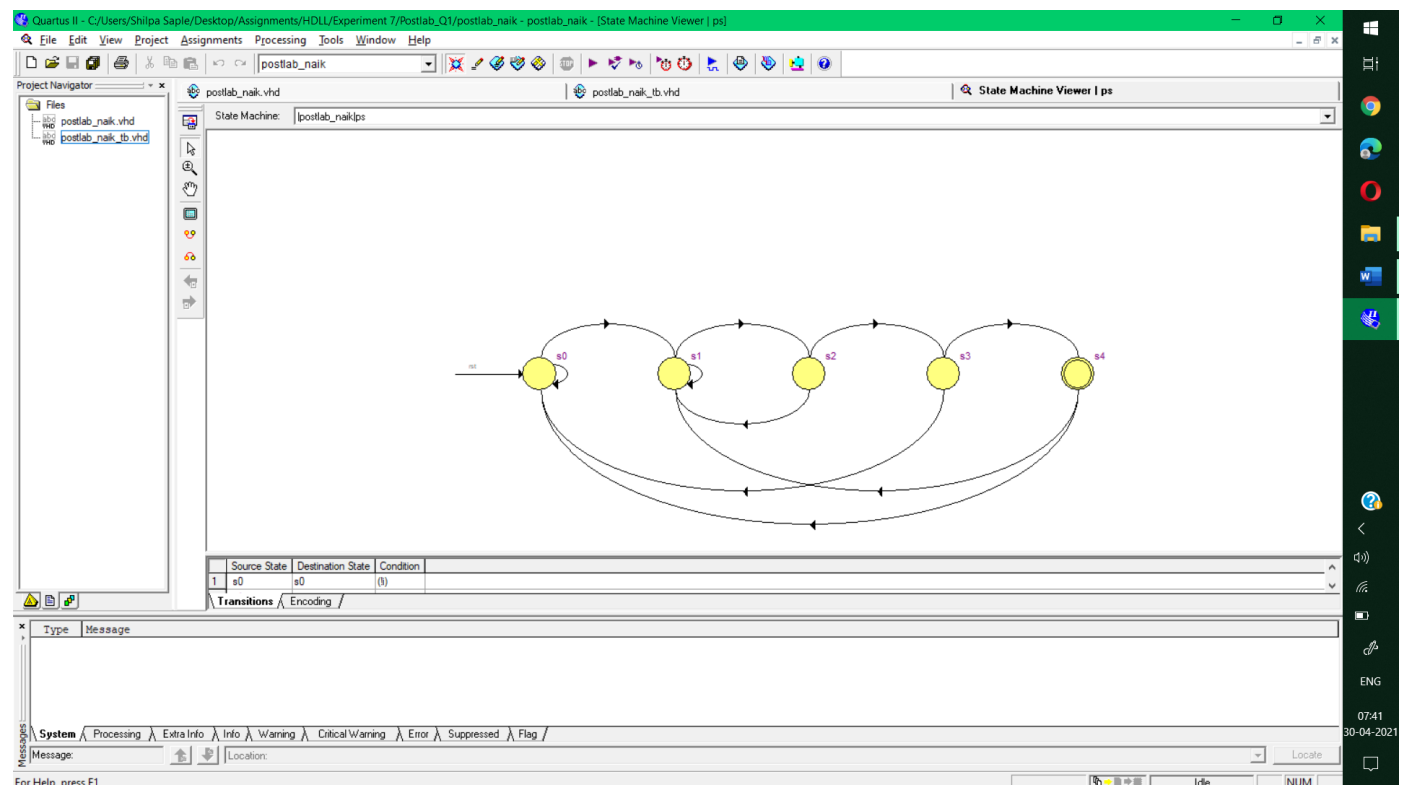 Quartus II - C:/Users/Shilpa Saple/Desktop/Assignments/HDLL/Experiment 7/Postlab_Q1/postlab_naik - postlab_naik - [State Machine Viewer | ps]
File Edit View Project Assignments Processing Tools Window Help
postlab_naik
Project Navigator
postlab_naik.vhd
postlab_naik_tb.vhd
State Machine Viewer | ps
Files
postlab_naik.vhd
postlab_naik_tb.vhd
State Machine: |postlab_naik|ps
s0 s1 s2 s3 s4
Source State Destination State Condition
1 s0 s0
Transitions Encoding
Type Message
System Processing Extra Info Info Warning Critical Warning Error Suppressed Flag
Messages
Message: Location: Locate
For Help, press F1 Idle NUM
ENG
07:41
30-04-2021